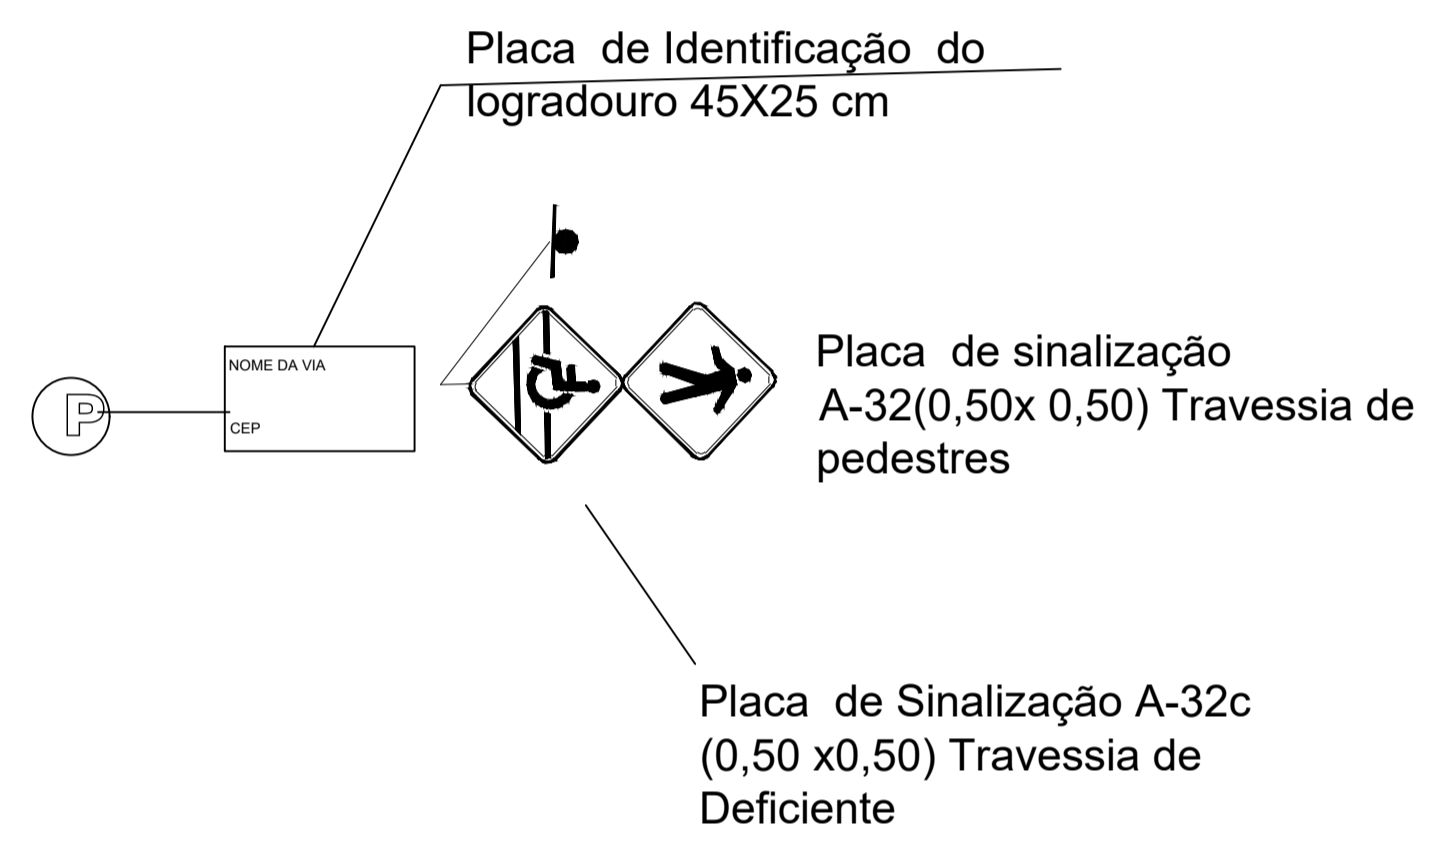 Placa de Identificação do
logradouro 45X25 cm
NOME DA VIA
P
CEP
Placa de sinalização
A-32(0,50x 0,50) Travessia de
pedestres
Placa de Sinalização A-32c
(0,50 x0,50) Travessia de
Deficiente